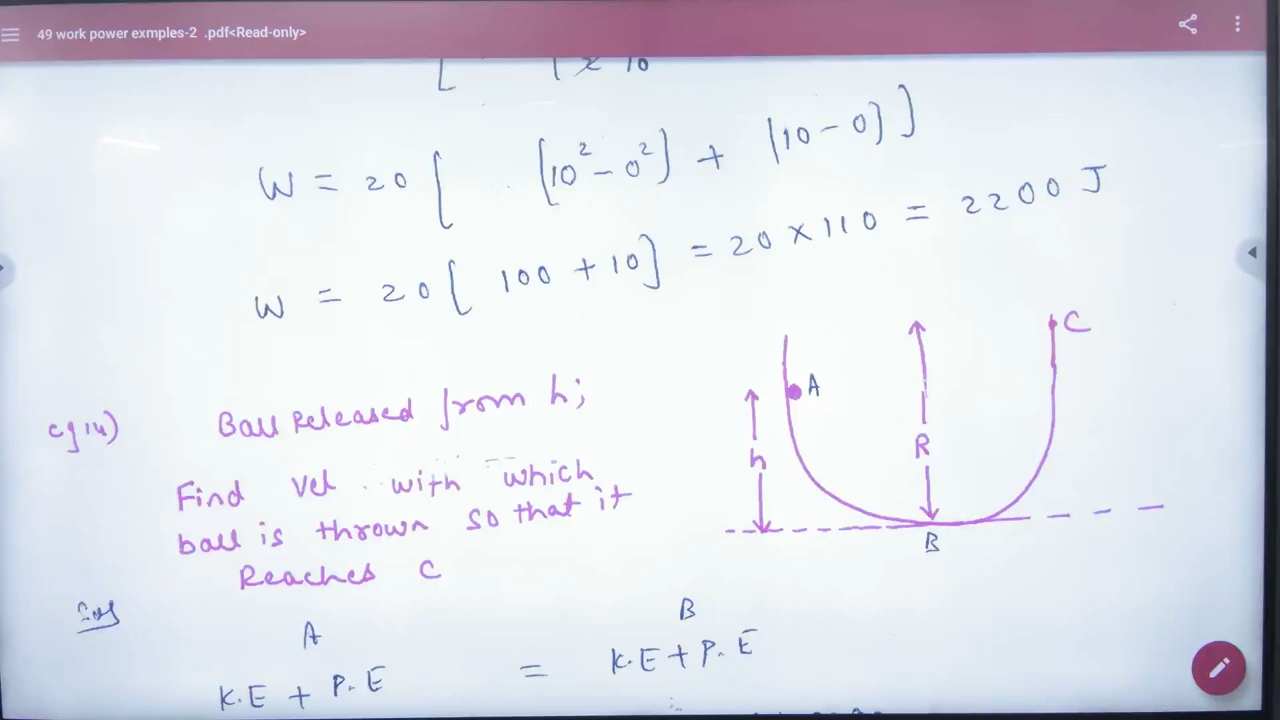 49 work power exmples-2 .pdf<Read-only>
W = 20 [ (10² - 0²) + (10 - 0) ]
W = 20 [ 100 + 10 ] = 20 × 110 = 2200 J
eg 14) Ball Released from h;
Find vel. with which
ball is thrown so that it
Reaches C
A
h
R
C
B
Sol
A B
K.E + P.E = K.E + P.E